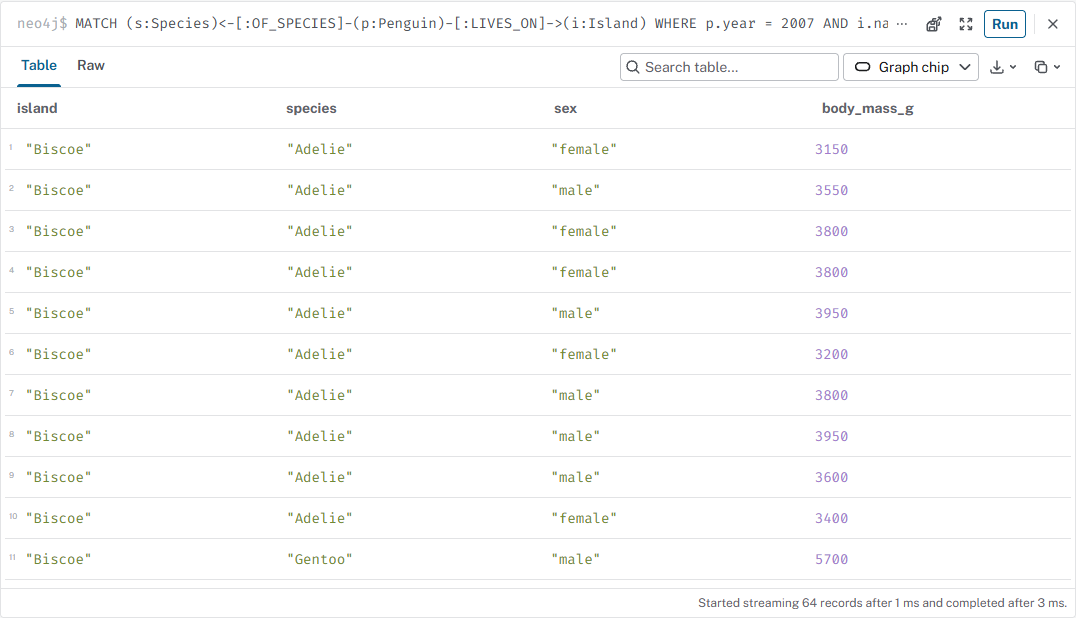 neo4j$ MATCH (s:Species)<-[:OF_SPECIES]-(p:Penguin)-[:LIVES_ON]->(i:Island) WHERE p.year = 2007 AND i.na ··· Run
Table Raw Search table... Graph chip
island species sex body_mass_g
1 "Biscoe" "Adelie" "female" 3150
2 "Biscoe" "Adelie" "male" 3550
3 "Biscoe" "Adelie" "female" 3800
4 "Biscoe" "Adelie" "female" 3800
5 "Biscoe" "Adelie" "male" 3950
6 "Biscoe" "Adelie" "female" 3200
7 "Biscoe" "Adelie" "male" 3800
8 "Biscoe" "Adelie" "male" 3950
9 "Biscoe" "Adelie" "male" 3600
10 "Biscoe" "Adelie" "female" 3400
11 "Biscoe" "Gentoo" "male" 5700
Started streaming 64 records after 1 ms and completed after 3 ms.